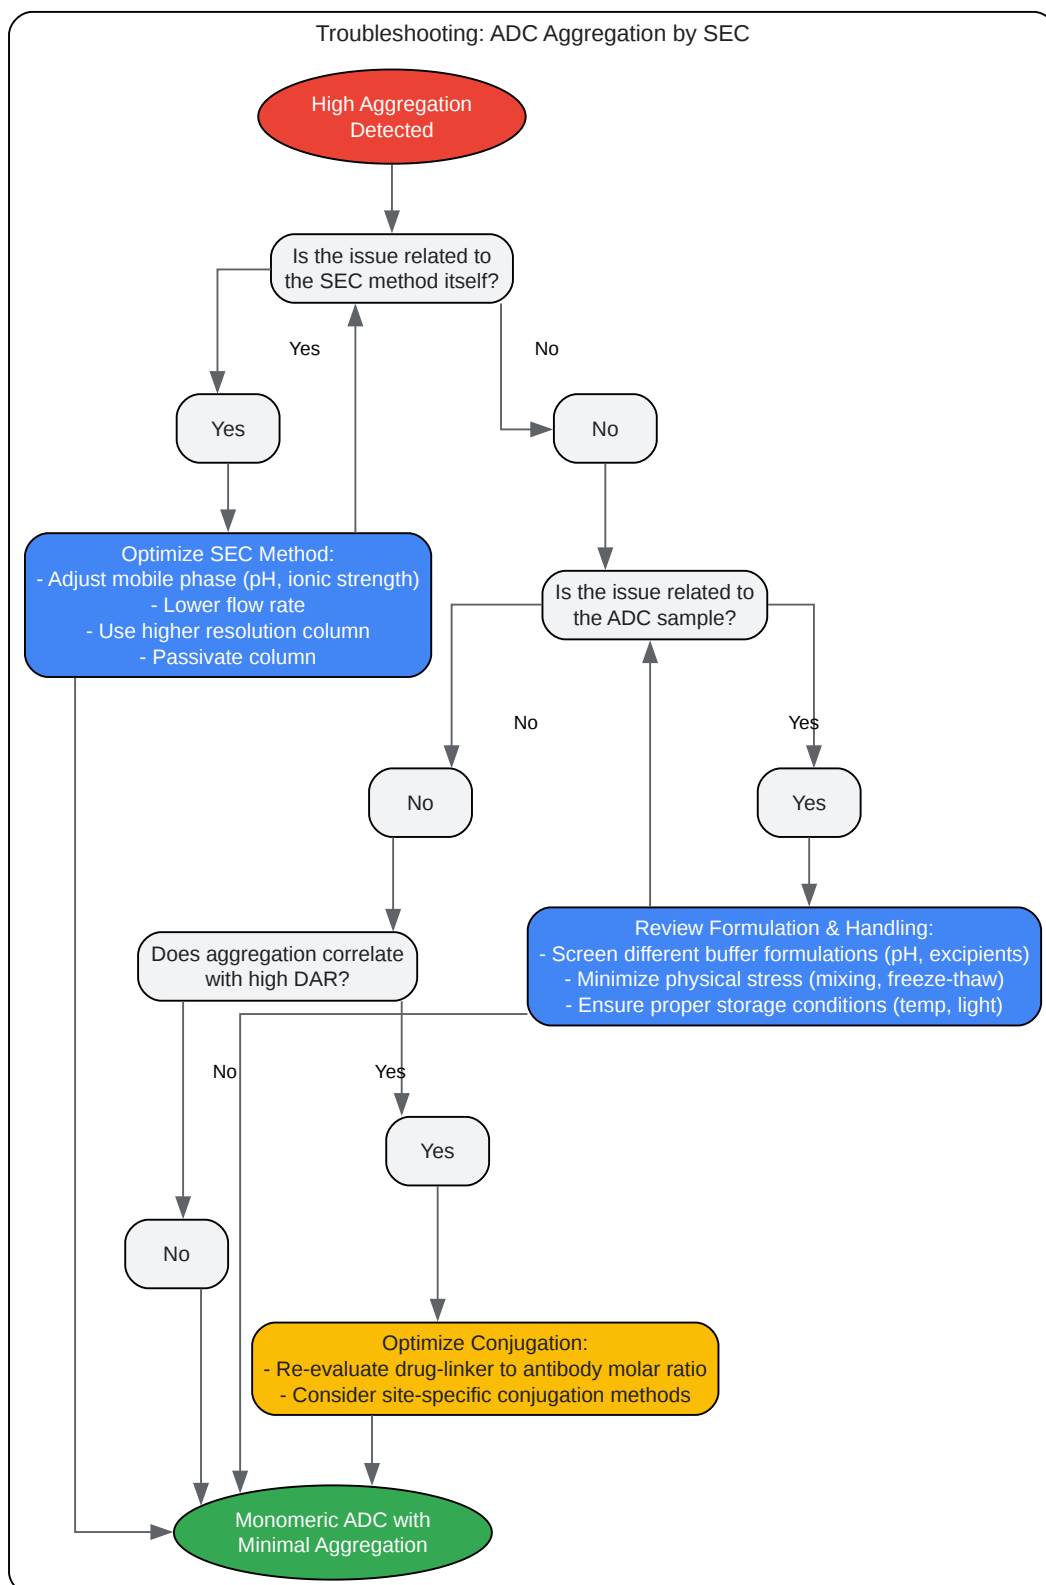 Troubleshooting: ADC Aggregation by SEC
High Aggregation
Detected
Is the issue related to
the SEC method itself?
Yes
No
Yes
No
Optimize SEC Method:
- Adjust mobile phase (pH, ionic strength)
- Lower flow rate
- Use higher resolution column
- Passivate column
Is the issue related to
the ADC sample?
No
Yes
No
Yes
Review Formulation & Handling:
- Screen different buffer formulations (pH, excipients)
- Minimize physical stress (mixing, freeze-thaw)
- Ensure proper storage conditions (temp, light)
Does aggregation correlate
with high DAR?
No
Yes
Yes
No
Optimize Conjugation:
- Re-evaluate drug-linker to antibody molar ratio
- Consider site-specific conjugation methods
Monomeric ADC with
Minimal Aggregation